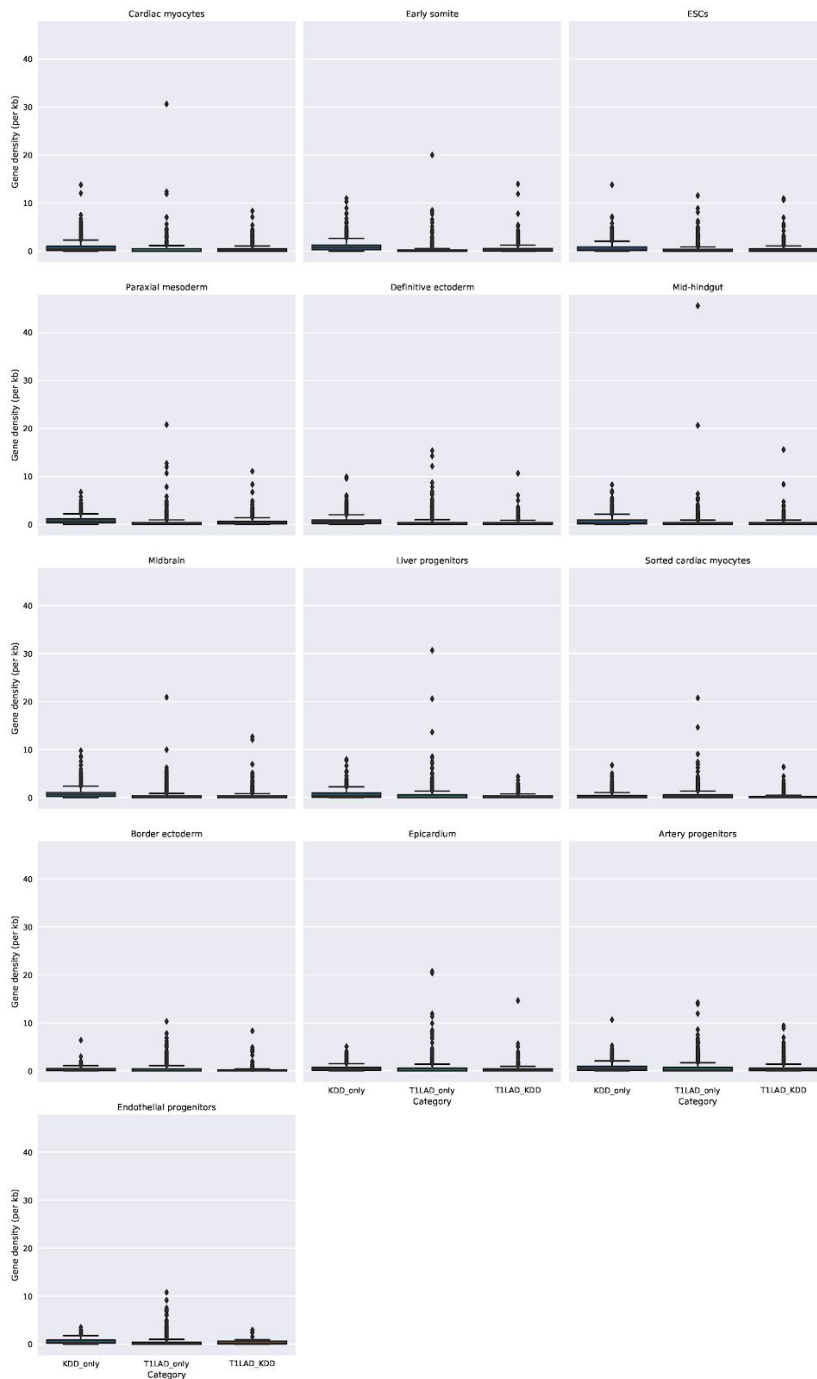 Cardiac myocytes
Early somite
ESCs
Gene density (per kb)
40
30
20
10
0
Paraxial mesoderm
Definitive ectoderm
Mid-hindgut
Gene density (per kb)
40
30
20
10
0
Midbrain
Liver progenitors
Sorted cardiac myocytes
Gene density (per kb)
40
30
20
10
0
Border ectoderm
Epicardium
Artery progenitors
Gene density (per kb)
40
30
20
10
0
KDD_only T1LAD_only T1LAD_KDD
Category
KDD_only T1LAD_only T1LAD_KDD
Category
Endothelial progenitors
Gene density (per kb)
40
30
20
10
0
KDD_only T1LAD_only T1LAD_KDD
Category